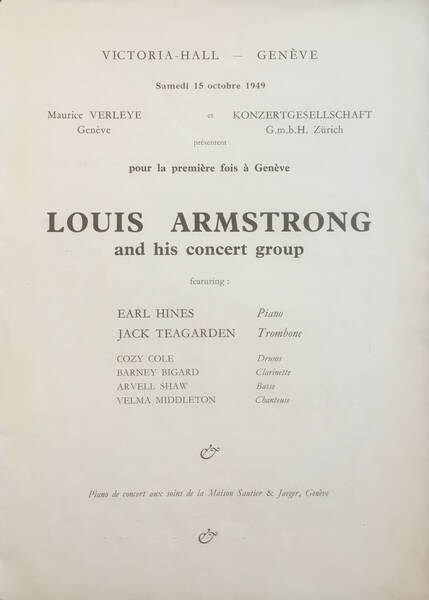 VICTORIA-HALL — GENÈVE
Samedi 15 octobre 1949
Maurice VERLEYE et KONZERTGESELLSCHAFT
Genève G.m.b.H. Zürich
présentent
pour la première fois à Genève
LOUIS ARMSTRONG
and his concert group
featuring :
EARL HINES Piano
JACK TEAGARDEN Trombone
COZY COLE Drums
BARNEY BIGARD Clarinette
ARVELL SHAW Basse
VELMA MIDDLETON Chanteuse
&
Piano de concert aux soins de la Maison Sautier & Jaeger, Genève
&